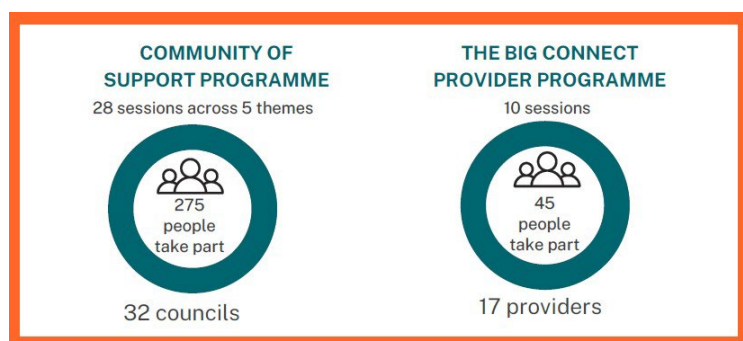 COMMUNITY OF
SUPPORT PROGRAMME
28 sessions across 5 themes
275
people
take part
32 councils
THE BIG CONNECT
PROVIDER PROGRAMME
10 sessions
45
people
take part
17 providers